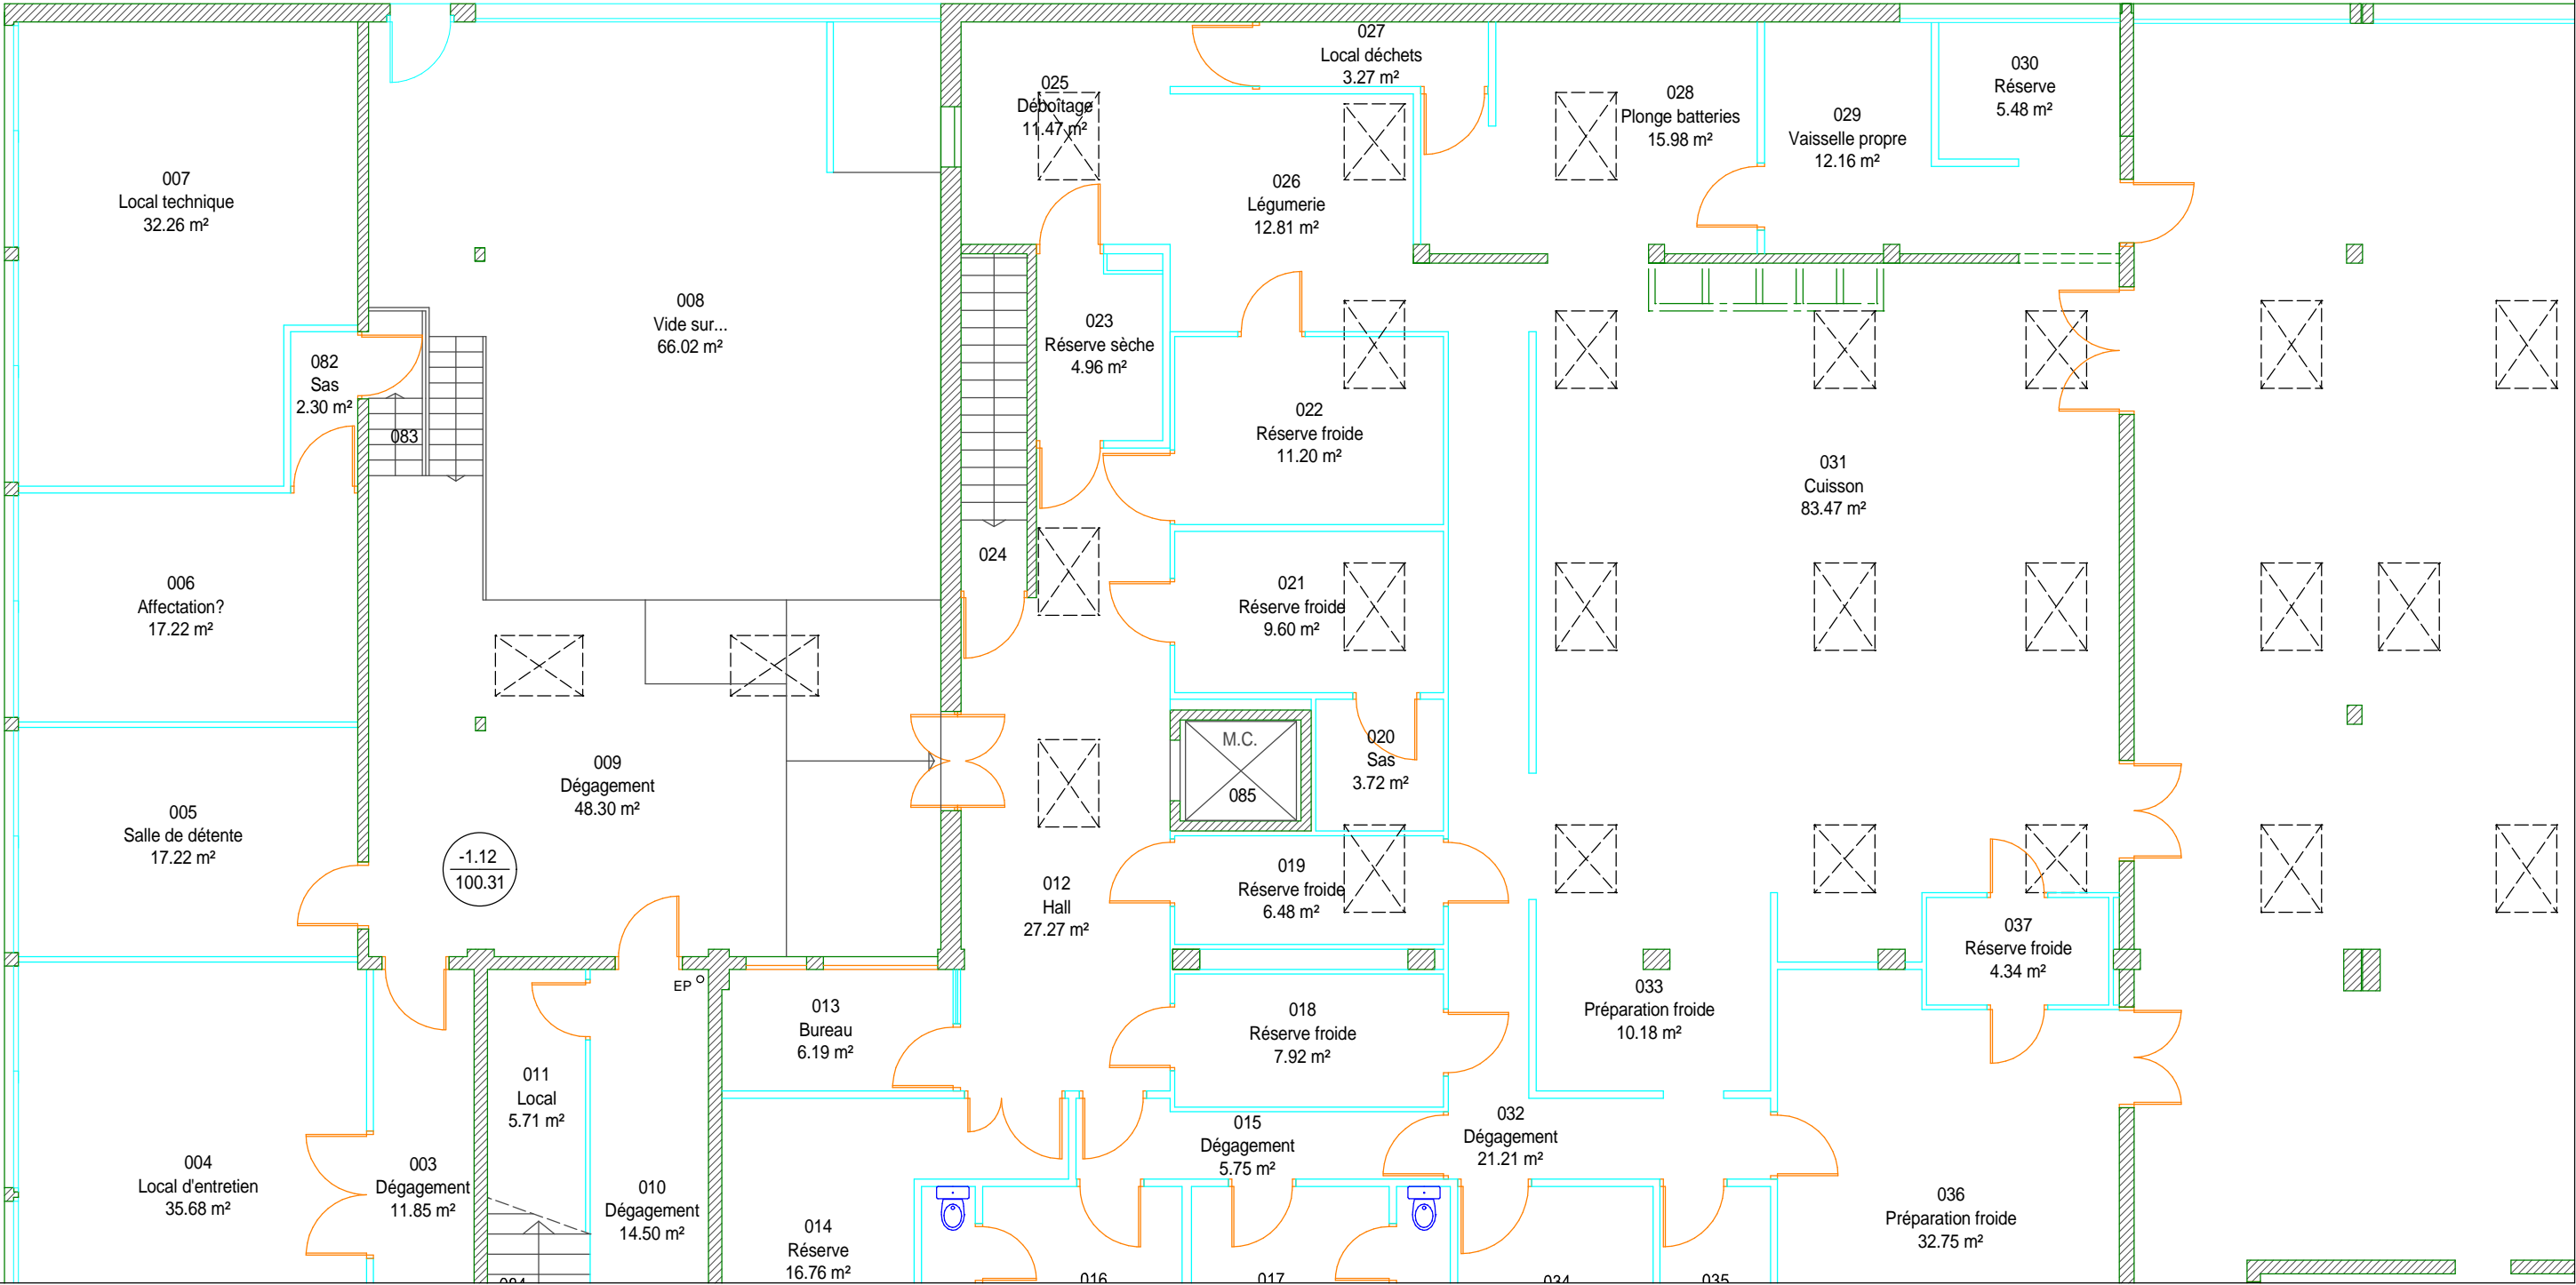 027
Local déchets
3.27 m²
025
Déboîtage
11.47 m²
028
Plonge batteries
15.98 m²
029
Vaisselle propre
12.16 m²
030
Réserve
5.48 m²
007
Local technique
32.26 m²
026
Légumerie
12.81 m²
008
Vide sur...
66.02 m²
023
Réserve sèche
4.96 m²
082
Sas
2.30 m²
083
022
Réserve froide
11.20 m²
031
Cuisson
83.47 m²
024
006
Affectation?
17.22 m²
021
Réserve froide
9.60 m²
M.C.
085
020
Sas
3.72 m²
009
Dégagement
48.30 m²
005
Salle de détente
17.22 m²
-1.12
100.31
012
Hall
27.27 m²
019
Réserve froide
6.48 m²
037
Réserve froide
4.34 m²
EP
013
Bureau
6.19 m²
018
Réserve froide
7.92 m²
033
Préparation froide
10.18 m²
011
Local
5.71 m²
015
Dégagement
5.75 m²
032
Dégagement
21.21 m²
004
Local d'entretien
35.68 m²
003
Dégagement
11.85 m²
010
Dégagement
14.50 m²
014
Réserve
16.76 m²
036
Préparation froide
32.75 m²
016
017
034
035